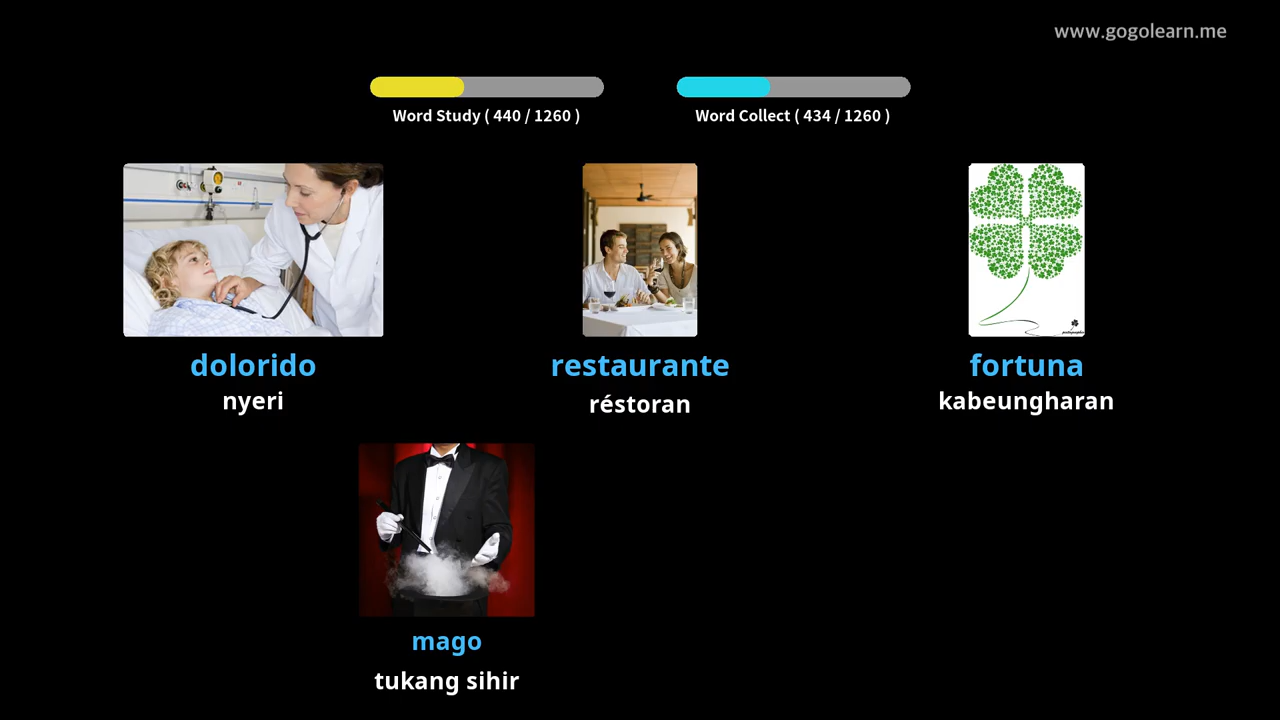 www.gogolearn.me
Word Study ( 440 / 1260 )
Word Collect ( 434 / 1260 )
dolorido
nyeri
restaurante
réstoran
fortuna
kabeungharan
mago
tukang sihir